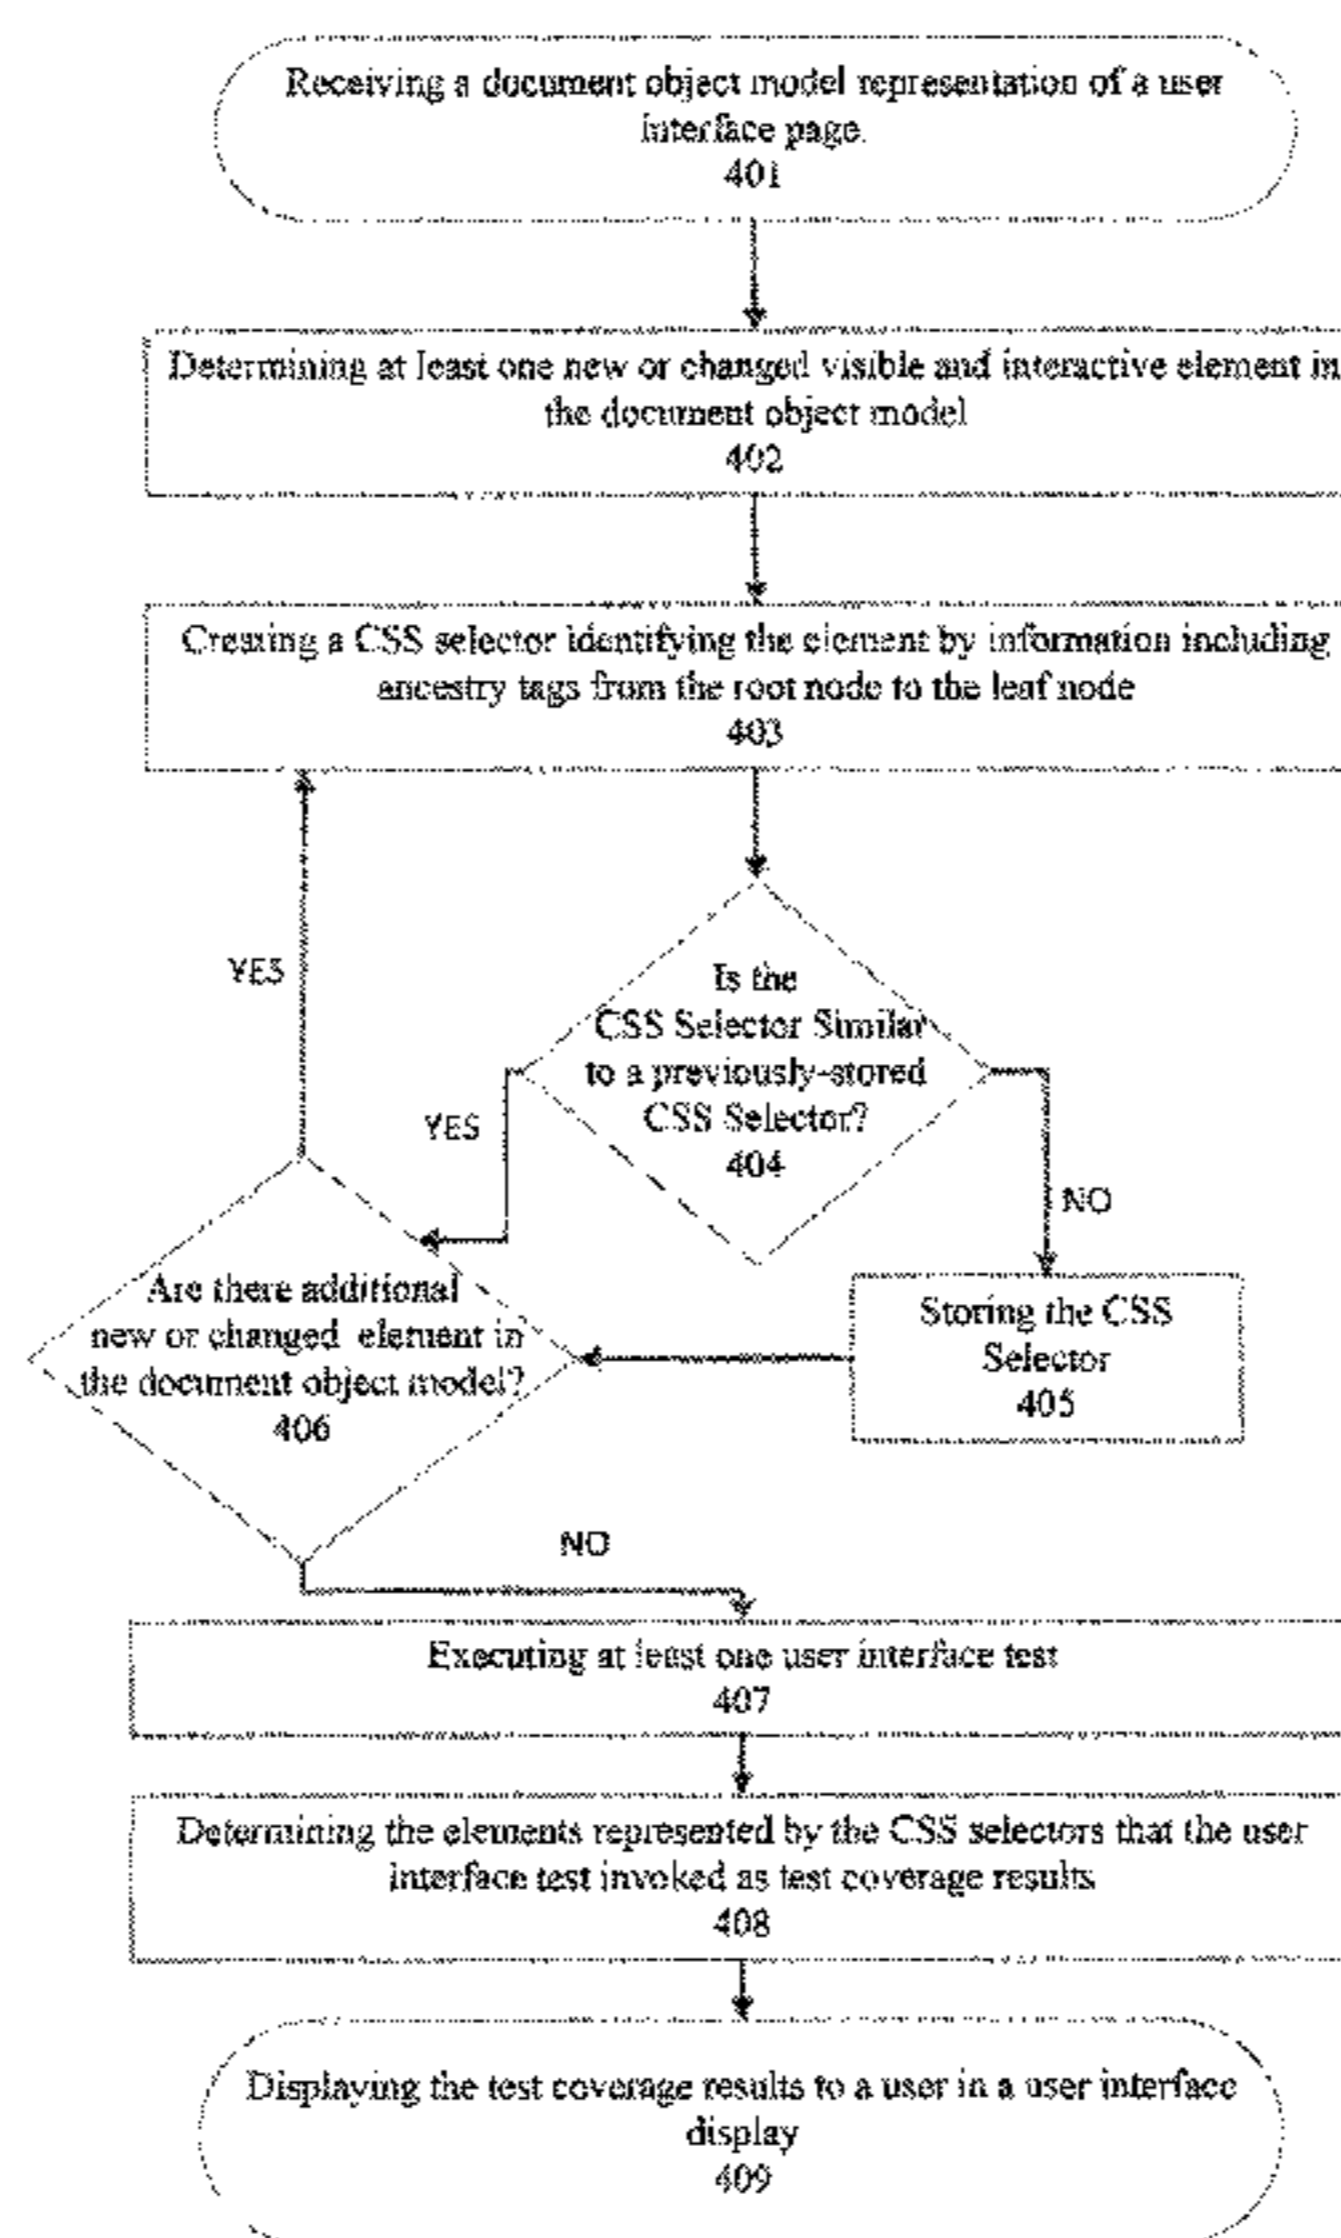 Receiving a document object model representation of a user
interface page.
401
Determining at least one new or changed visible and interactive element in
the document object model
402
Creating a CSS selector identifying the element by information including
ancestry tags from the root node to the leaf node
403
YES
Is the
CSS Selector Similar
to a previously-stored
CSS Selector?
404
YES
NO
Are there additional
new or changed element in
the document object model?
406
Storing the CSS
Selector
405
NO
Executing at least one user interface test
407
Determining the elements represented by the CSS selectors that the user
interface test invoked as test coverage results
408
Displaying the test coverage results to a user in a user interface
display
409